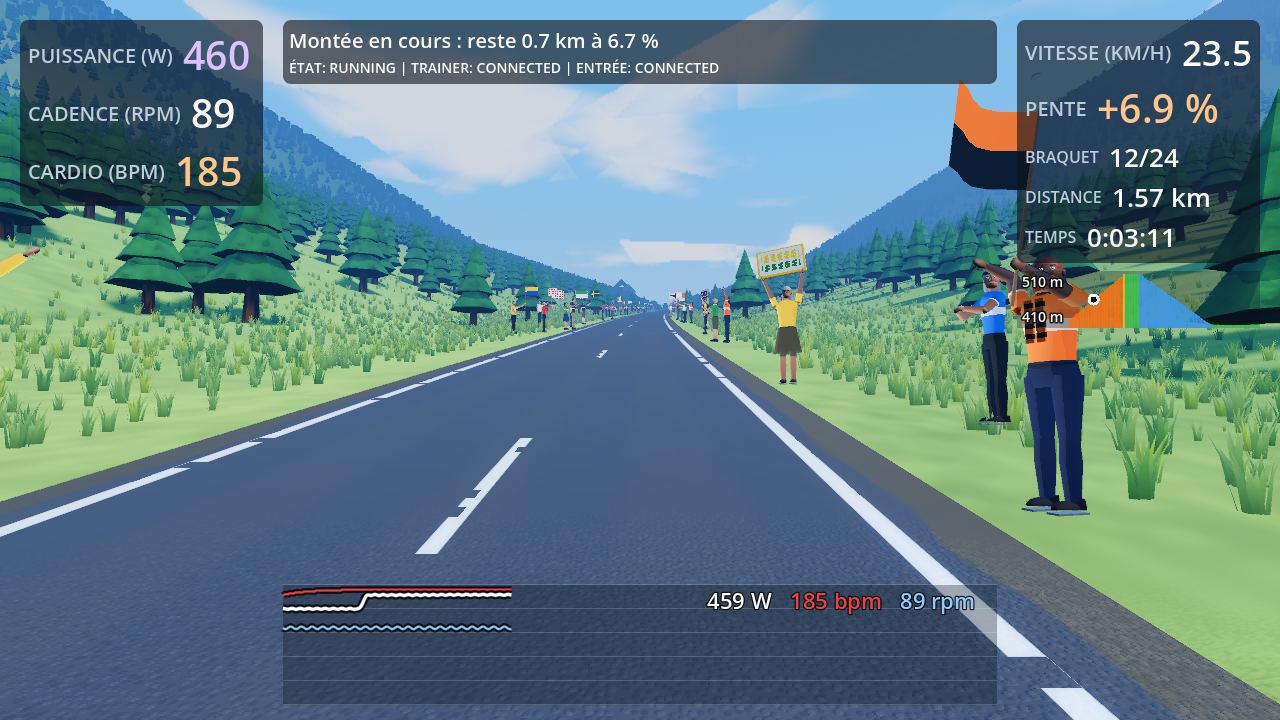 PUISSANCE (W) 460
CADENCE (RPM) 89
CARDIO (BPM) 185
Montée en cours : reste 0.7 km à 6.7 %
ÉTAT: RUNNING | TRAINER: CONNECTED | ENTRÉE: CONNECTED
VITESSE (KM/H) 23.5
PENTE +6.9 %
BRAQUET 12/24
DISTANCE 1.57 km
TEMPS 0:03:11
510 m
410 m
459 W 185 bpm 89 rpm